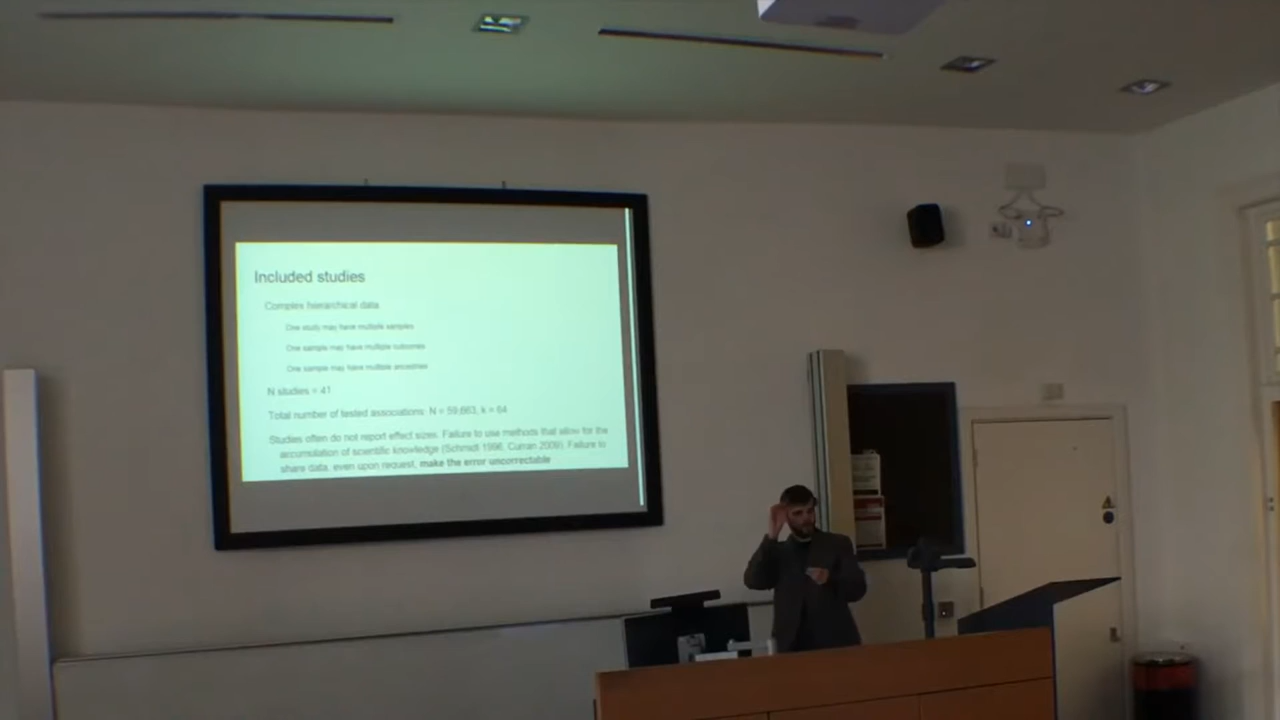 Included studies
Complex hierarchical data
One study may have multiple samples
One sample may have multiple outcomes
One sample may have multiple ancestries
N studies = 41
Total number of tested associations: N = 59,663, k = 64
Studies often do not report effect sizes. Failure to use methods that allow for the
accumulation of scientific knowledge (Schmidt 1996, Curran 2009). Failure to
share data, even upon request, make the error uncorrectable